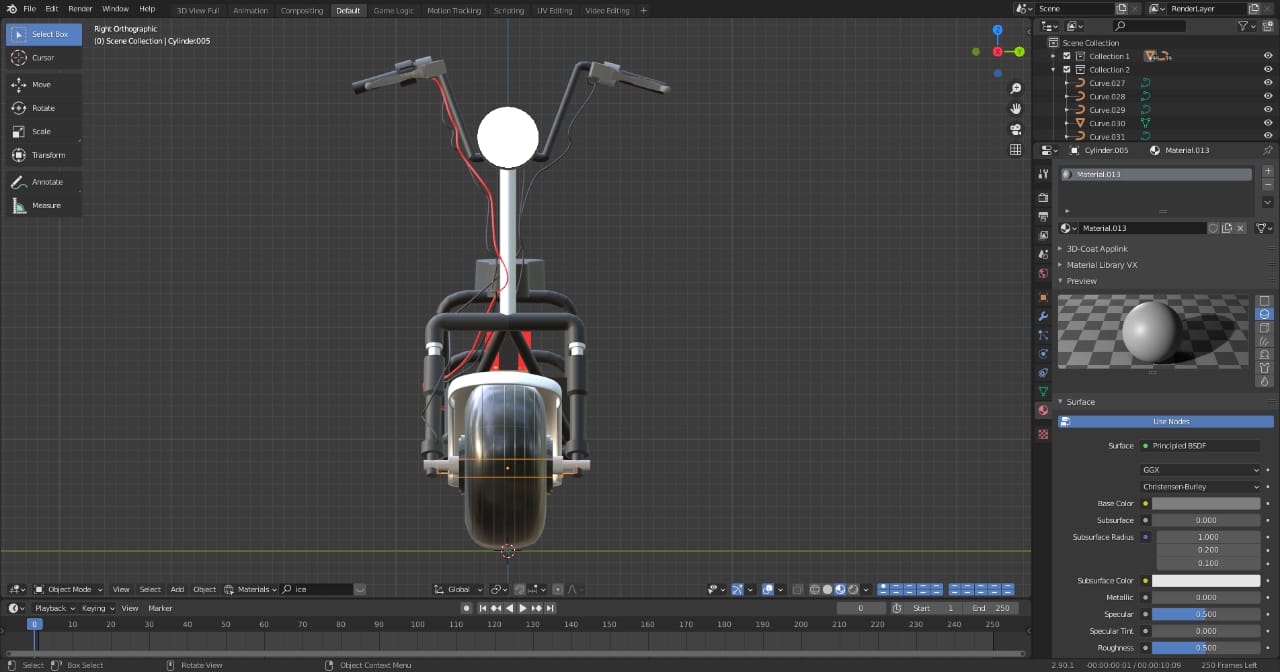 File Edit Render Window Help 3D View Full Animation Compositing Default Game Logic Motion Tracking Scripting UV Editing Video Editing + Scene RenderLayer
Right Orthographic
(0) Scene Collection | Cylinder.005
Select Box
Cursor
Move
Rotate
Scale
Transform
Annotate
Measure
Z
Y
X
Scene Collection
Collection 1
Collection 2
Curve.027
Curve.028
Curve.029
Curve.030
Curve.031
Cylinder.005 Material.013
Material.013
Material.013
3D-Coat Applink
Material Library VX
Preview
Surface
Use Nodes
Surface Principled BSDF
GGX
Christensen-Burley
Base Color
Subsurface 0.000
Subsurface Radius 1.000
0.200
0.100
Subsurface Color
Metallic 0.000
Specular 0.500
Specular Tint 0.000
Roughness 0.500
Object Mode View Select Add Object Materials ice Global
Playback Keying View Marker 0 Start 1 End 250
0 10 20 30 40 50 60 70 80 90 100 110 120 130 140 150 160 170 180 190 200 210 220 230 240 250
Select Box Select Rotate View Object Context Menu 2.90.1 -00:00:00:01 / 00:00:10:09 250 Frames Left